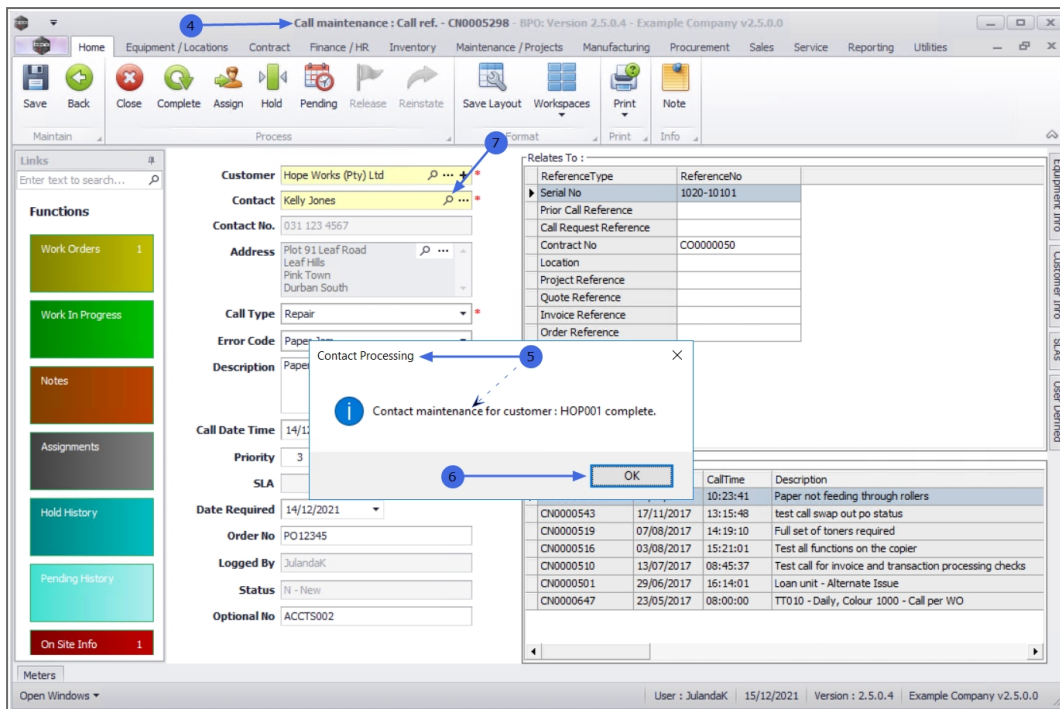 4
Call maintenance : Call ref. - CN0005298 - BPO: Version 2.5.0.4 - Example Company v2.5.0.0
Home Equipment / Locations Contract Finance / HR Inventory Maintenance / Projects Manufacturing Procurement Sales Service Reporting Utilities
Save Back Close Complete Assign Hold Pending Release Reinstate Save Layout Workspaces Print Note
Maintain Process Format Print Info
7
Links
Enter text to search...
Functions
Work Orders 1
Work In Progress
Notes
Assignments
Hold History
Pending History
On Site Info 1
Customer Hope Works (Pty) Ltd *
Contact Kelly Jones *
Contact No. 031 123 4567
Address Plot 91 Leaf Road
Leaf Hills
Pink Town
Durban South
Call Type Repair *
Error Code Paper Jam
Description Paper
Call Date Time 14/12
Priority 3
SLA
Date Required 14/12/2021
Order No PO12345
Logged By JulandaK
Status N - New
Optional No ACCTS002
Relates To :
ReferenceType ReferenceNo
Serial No 1020-10101
Prior Call Reference
Call Request Reference
Contract No CO0000050
Location
Project Reference
Quote Reference
Invoice Reference
Order Reference
Equipment Info
Customer Info
SLAs
User Defined
Contact Processing
5
Contact maintenance for customer : HOP001 complete.
6
OK
CallTime Description
10:23:41 Paper not feeding through rollers
CN0000543 17/11/2017 13:15:48 test call swap out po status
CN0000519 07/08/2017 14:19:10 Full set of toners required
CN0000516 03/08/2017 15:21:01 Test all functions on the copier
CN0000510 13/07/2017 08:45:37 Test call for invoice and transaction processing checks
CN0000501 29/06/2017 16:14:01 Loan unit - Alternate Issue
CN0000647 23/05/2017 08:00:00 TT010 - Daily, Colour 1000 - Call per WO
Meters
Open Windows
User : JulandaK 15/12/2021 Version : 2.5.0.4 Example Company v2.5.0.0